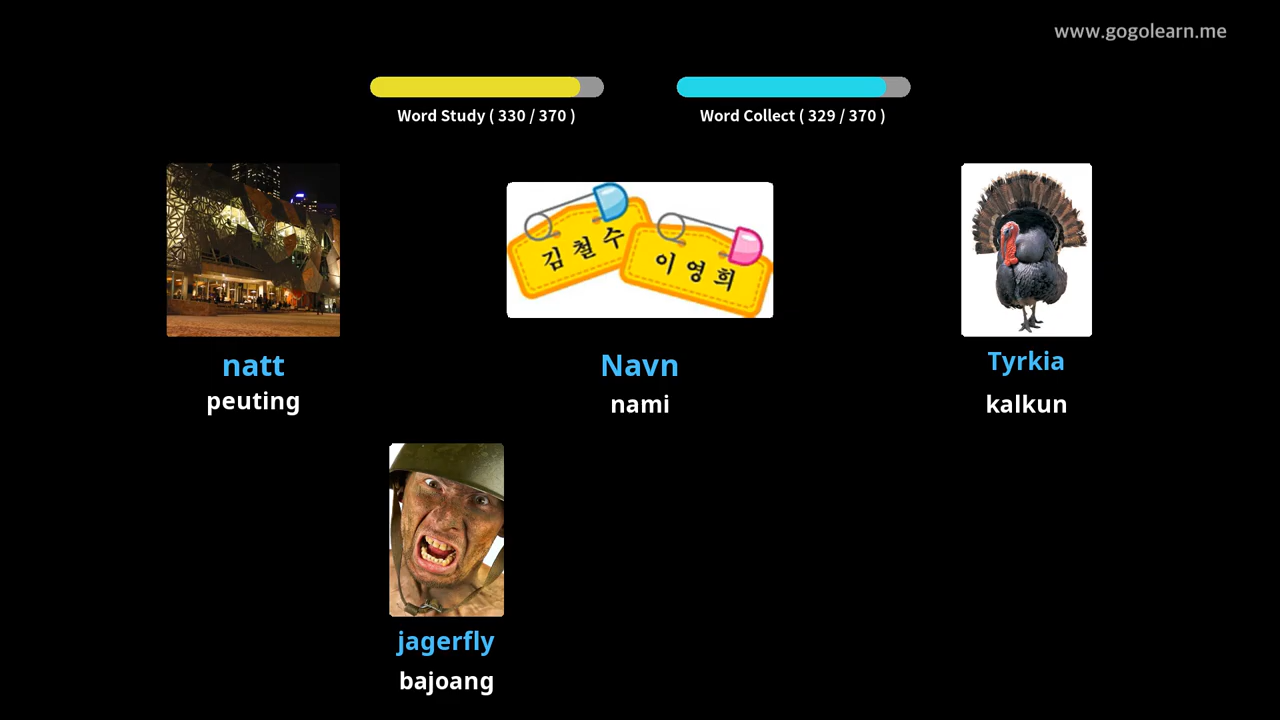 www.gogolearn.me
Word Study ( 330 / 370 )
Word Collect ( 329 / 370 )
김철수
이영희
natt
peuting
Navn
nami
Tyrkia
kalkun
jagerfly
bajoang